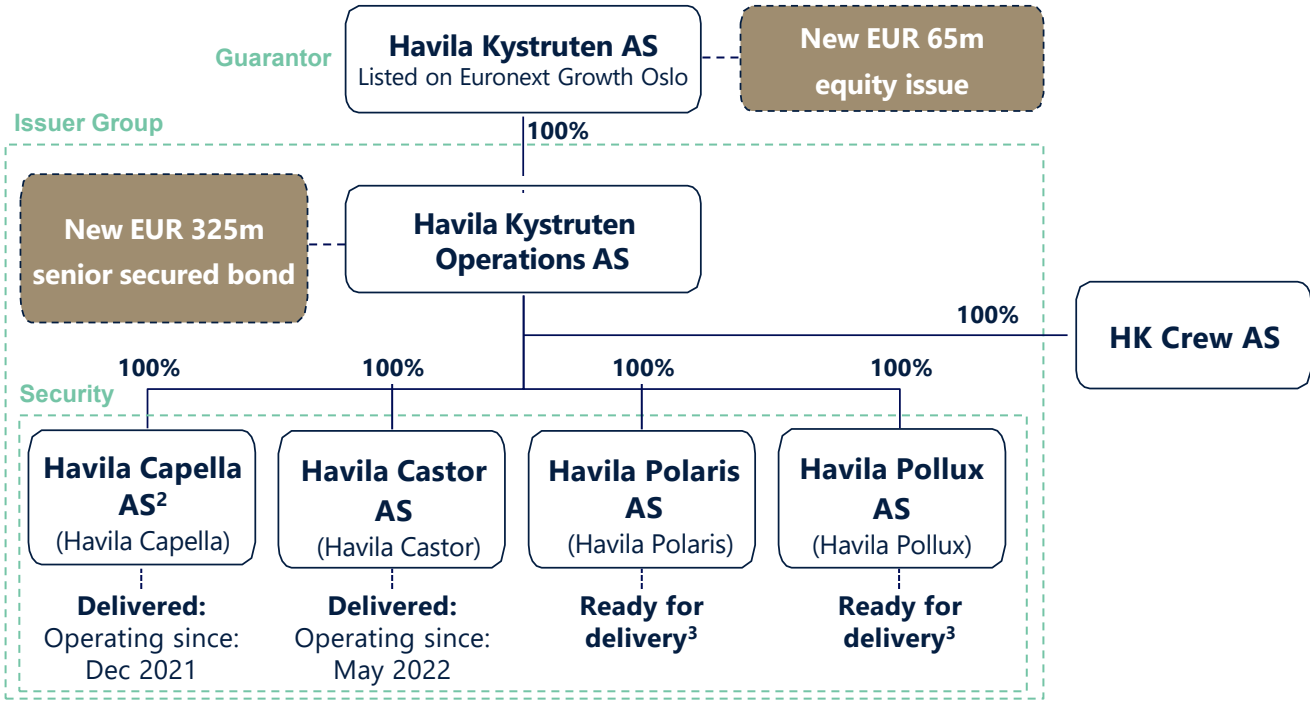 Guarantor
Havila Kystruten AS
Listed on Euronext Growth Oslo
New EUR 65m
equity issue
Issuer Group
100%
New EUR 325m
senior secured bond
Havila Kystruten
Operations AS
100%
HK Crew AS
100%
100%
100%
100%
Security
Havila Capella
AS²
(Havila Capella)
Havila Castor
AS
(Havila Castor)
Havila Polaris
AS
(Havila Polaris)
Havila Pollux
AS
(Havila Pollux)
Delivered:
Operating since:
Dec 2021
Delivered:
Operating since:
May 2022
Ready for
delivery³
Ready for
delivery³